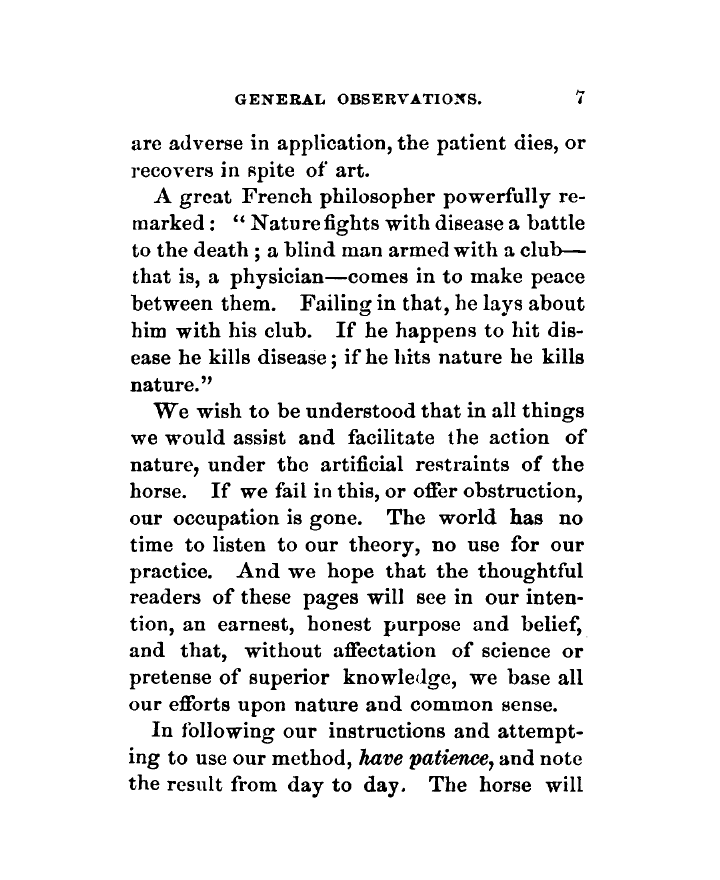 GENERAL OBSERVATIONS. 7
are adverse in application, the patient dies, or
recovers in spite of art.
A great French philosopher powerfully re-
marked: “Nature fights with disease a battle
to the death; a blind man armed with a club—
that is, a physician—comes in to make peace
between them. Failing in that, he lays about
him with his club. If he happens to hit dis-
ease he kills disease; if he hits nature he kills
nature.”
We wish to be understood that in all things
we would assist and facilitate the action of
nature, under the artificial restraints of the
horse. If we fail in this, or offer obstruction,
our occupation is gone. The world has no
time to listen to our theory, no use for our
practice. And we hope that the thoughtful
readers of these pages will see in our inten-
tion, an earnest, honest purpose and belief,
and that, without affectation of science or
pretense of superior knowledge, we base all
our efforts upon nature and common sense.
In following our instructions and attempt-
ing to use our method, have patience, and note
the result from day to day. The horse will